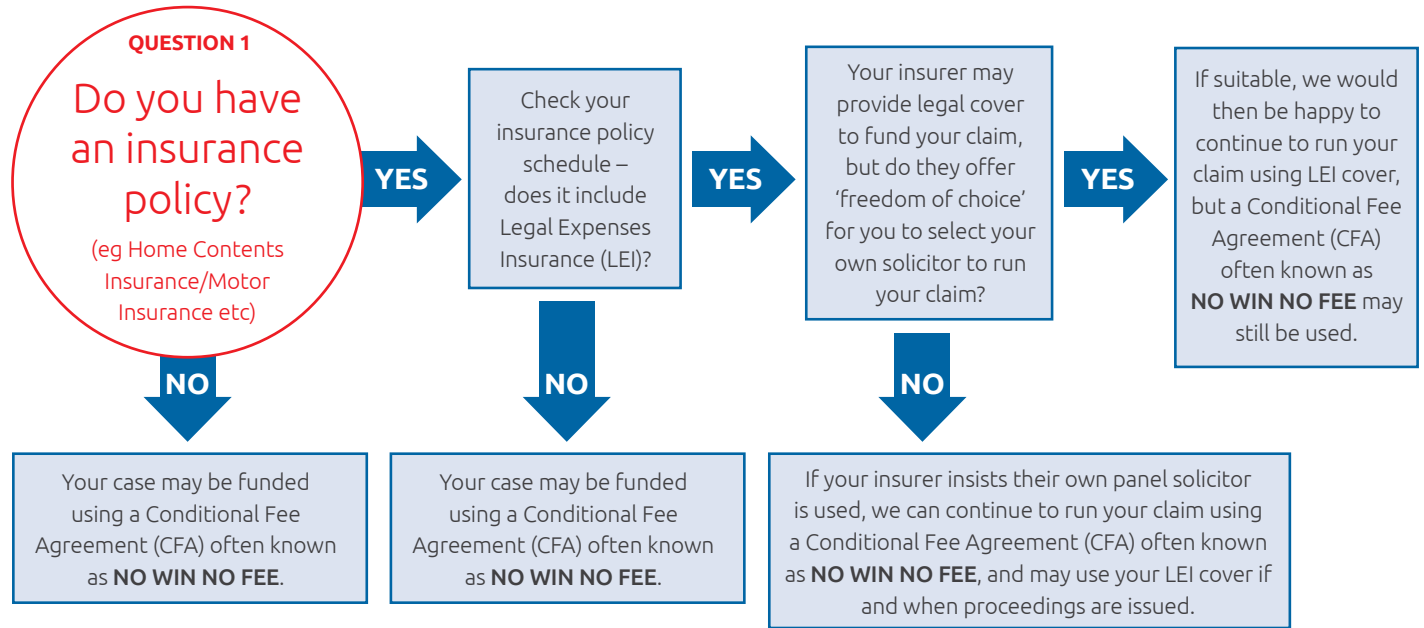 QUESTION 1
Do you have
an insurance
policy?
(eg Home Contents
Insurance/Motor
Insurance etc)
YES
Check your
insurance policy
schedule –
does it include
Legal Expenses
Insurance (LEI)?
YES
Your insurer may
provide legal cover
to fund your claim,
but do they offer
‘freedom of choice’
for you to select your
own solicitor to run
your claim?
YES
If suitable, we would
then be happy to
continue to run your
claim using LEI cover,
but a Conditional Fee
Agreement (CFA)
often known as
NO WIN NO FEE may
still be used.
NO
NO
NO
Your case may be funded
using a Conditional Fee
Agreement (CFA) often known
as NO WIN NO FEE.
Your case may be funded
using a Conditional Fee
Agreement (CFA) often known
as NO WIN NO FEE.
If your insurer insists their own panel solicitor
is used, we can continue to run your claim using
a Conditional Fee Agreement (CFA) often known
as NO WIN NO FEE, and may use your LEI cover if
and when proceedings are issued.